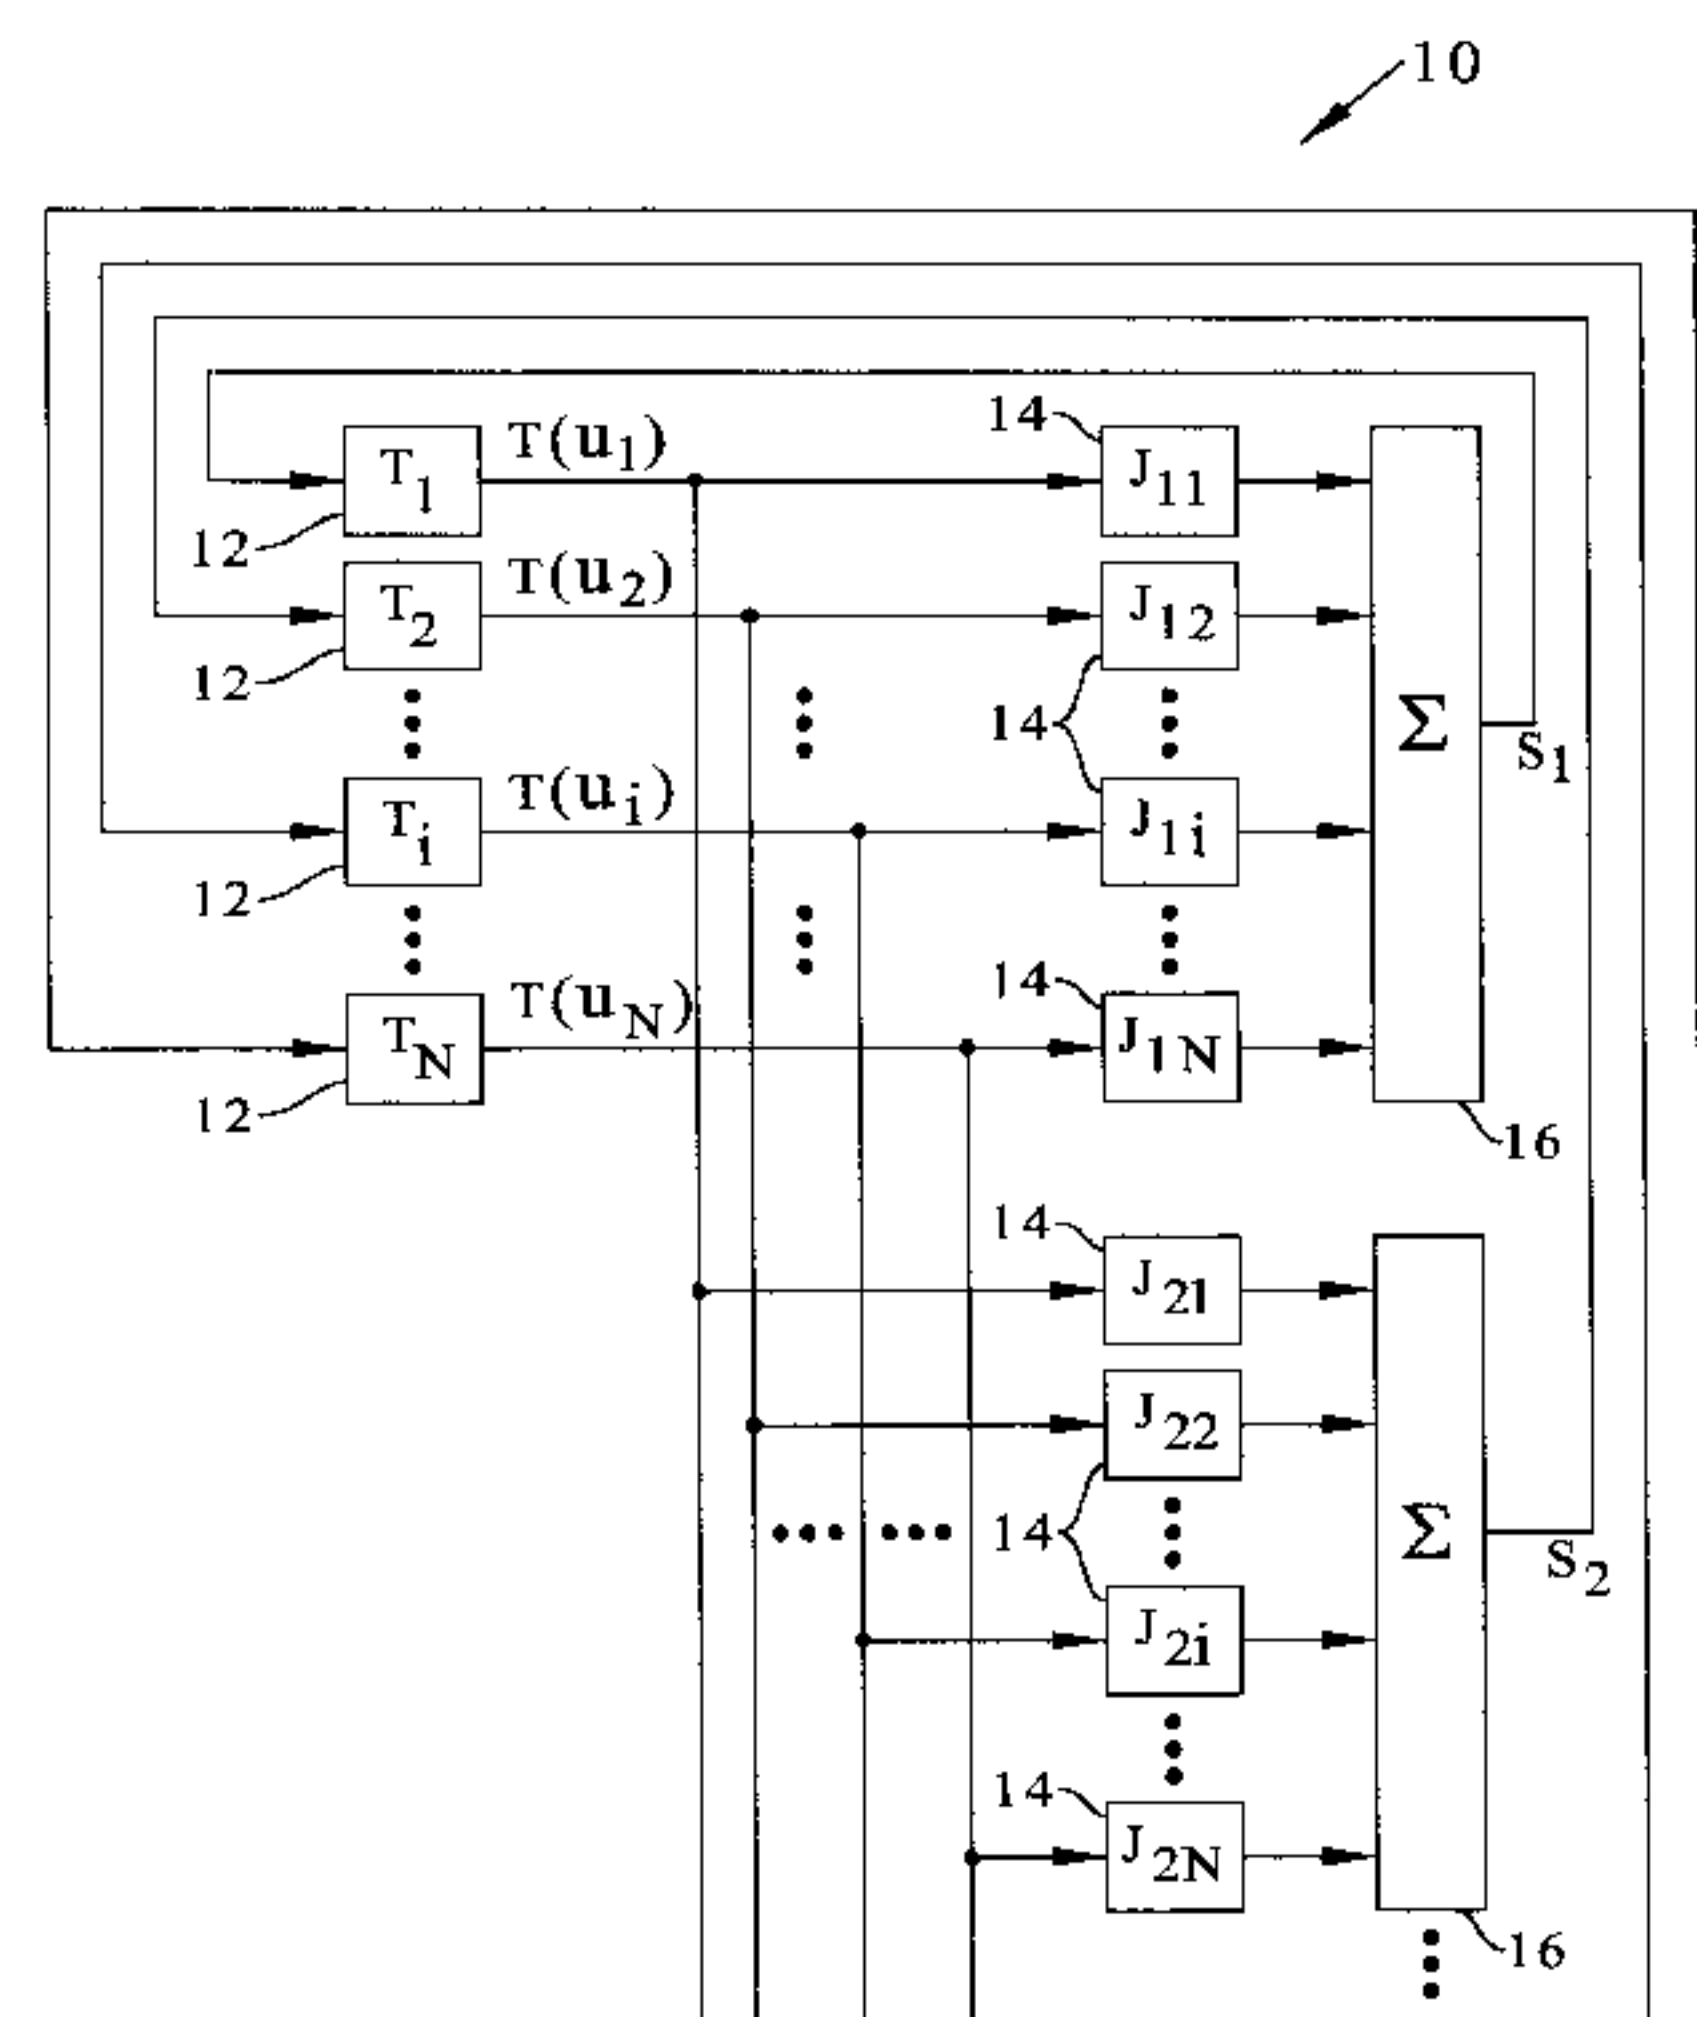 10
T(u1) 14
T1 J11
12
T(u2)
T2 J12
12
14 Σ
S1
T(ui)
Ti J1i
12
T(uN) 14
TN J1N
12
16
14
J21
J22
14 Σ
S2
J2i
14
J2N
16